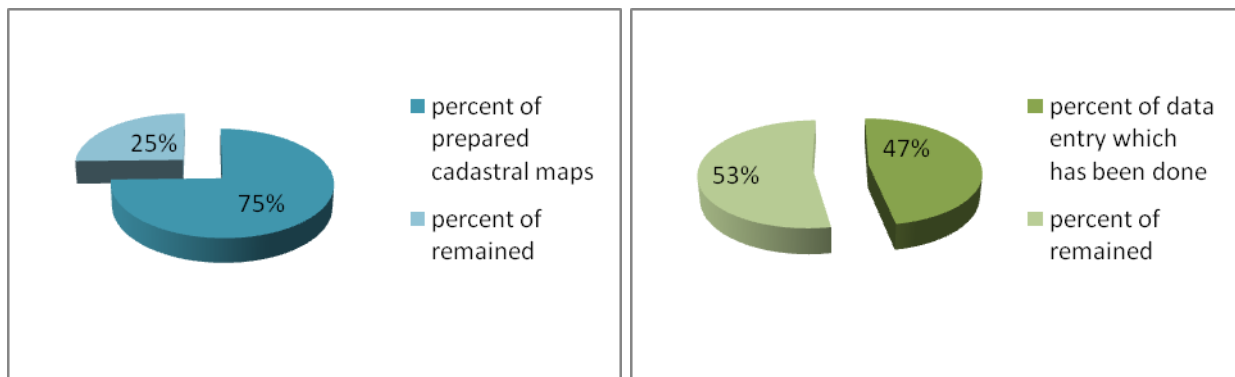 25%
75%
percent of
prepared
cadastral maps
percent of
remained
53%
47%
percent of data
entry which
has been done
percent of
remained